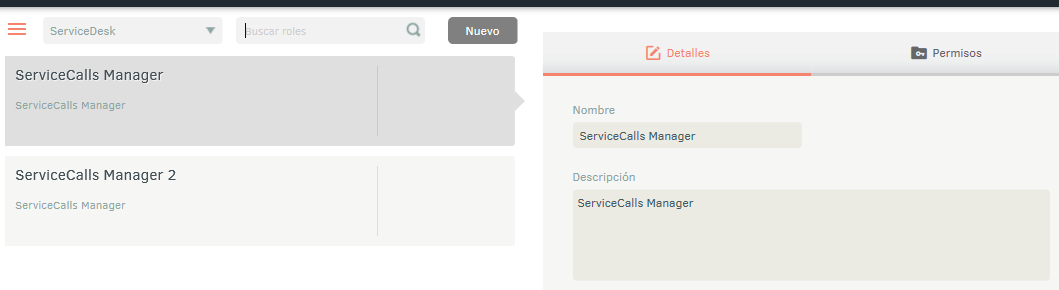 ServiceDesk
Buscar roles
Nuevo
ServiceCalls Manager
ServiceCalls Manager
ServiceCalls Manager 2
ServiceCalls Manager
Detalles
Permisos
Nombre
ServiceCalls Manager
Descripción
ServiceCalls Manager